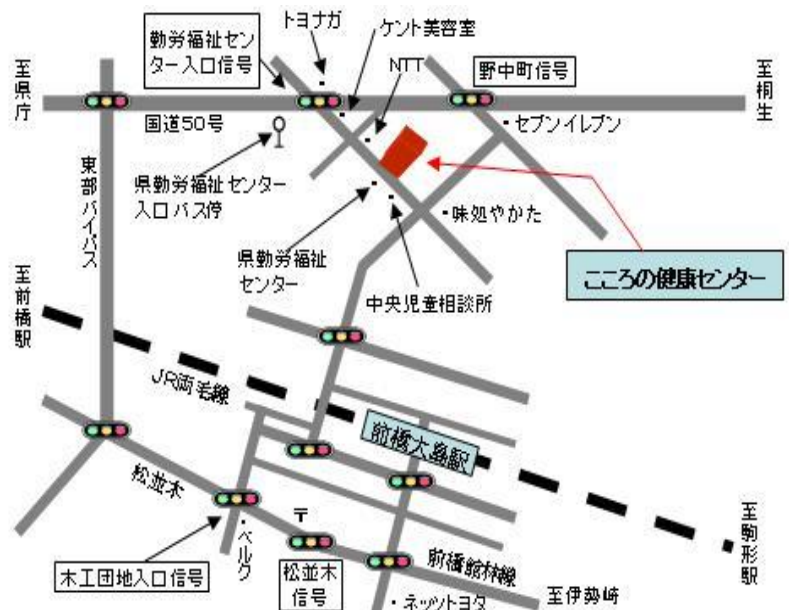 トヨナガ
ケント美容室
勤労福祉セン
ター入口信号
NTT
野中町信号
至県庁
至桐生
国道50号
セブンイレブン
東部バイパス
県勤労福祉センター
入口バス停
味処やかた
県勤労福祉
センター
こころの健康センター
中央児童相談所
至前橋駅
JR両毛線
前橋大島駅
松並木
〒
ベルク
至駒形駅
木工団地入口信号
松並木
信号
前橋館林線
至伊勢崎
ネッツトヨタ